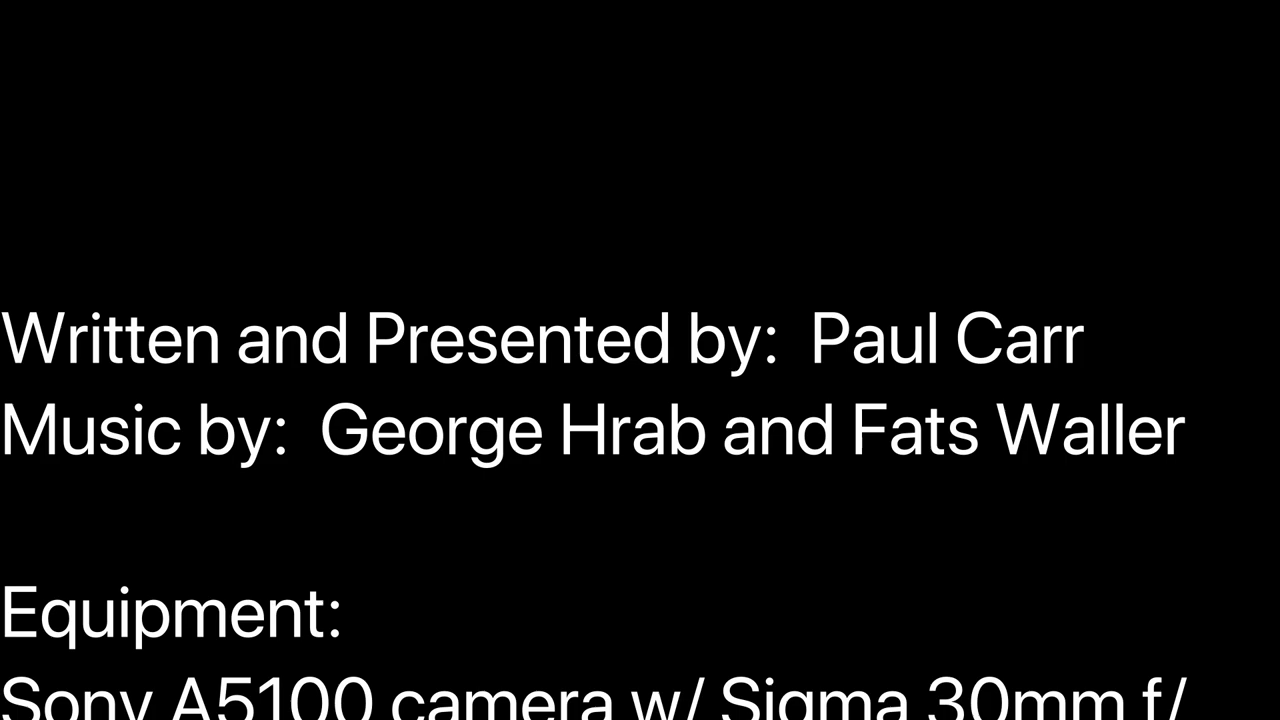 Written and Presented by:  Paul Carr
Music by:  George Hrab and Fats Waller
Equipment:
Sony A5100 camera w/ Sigma 30mm f/